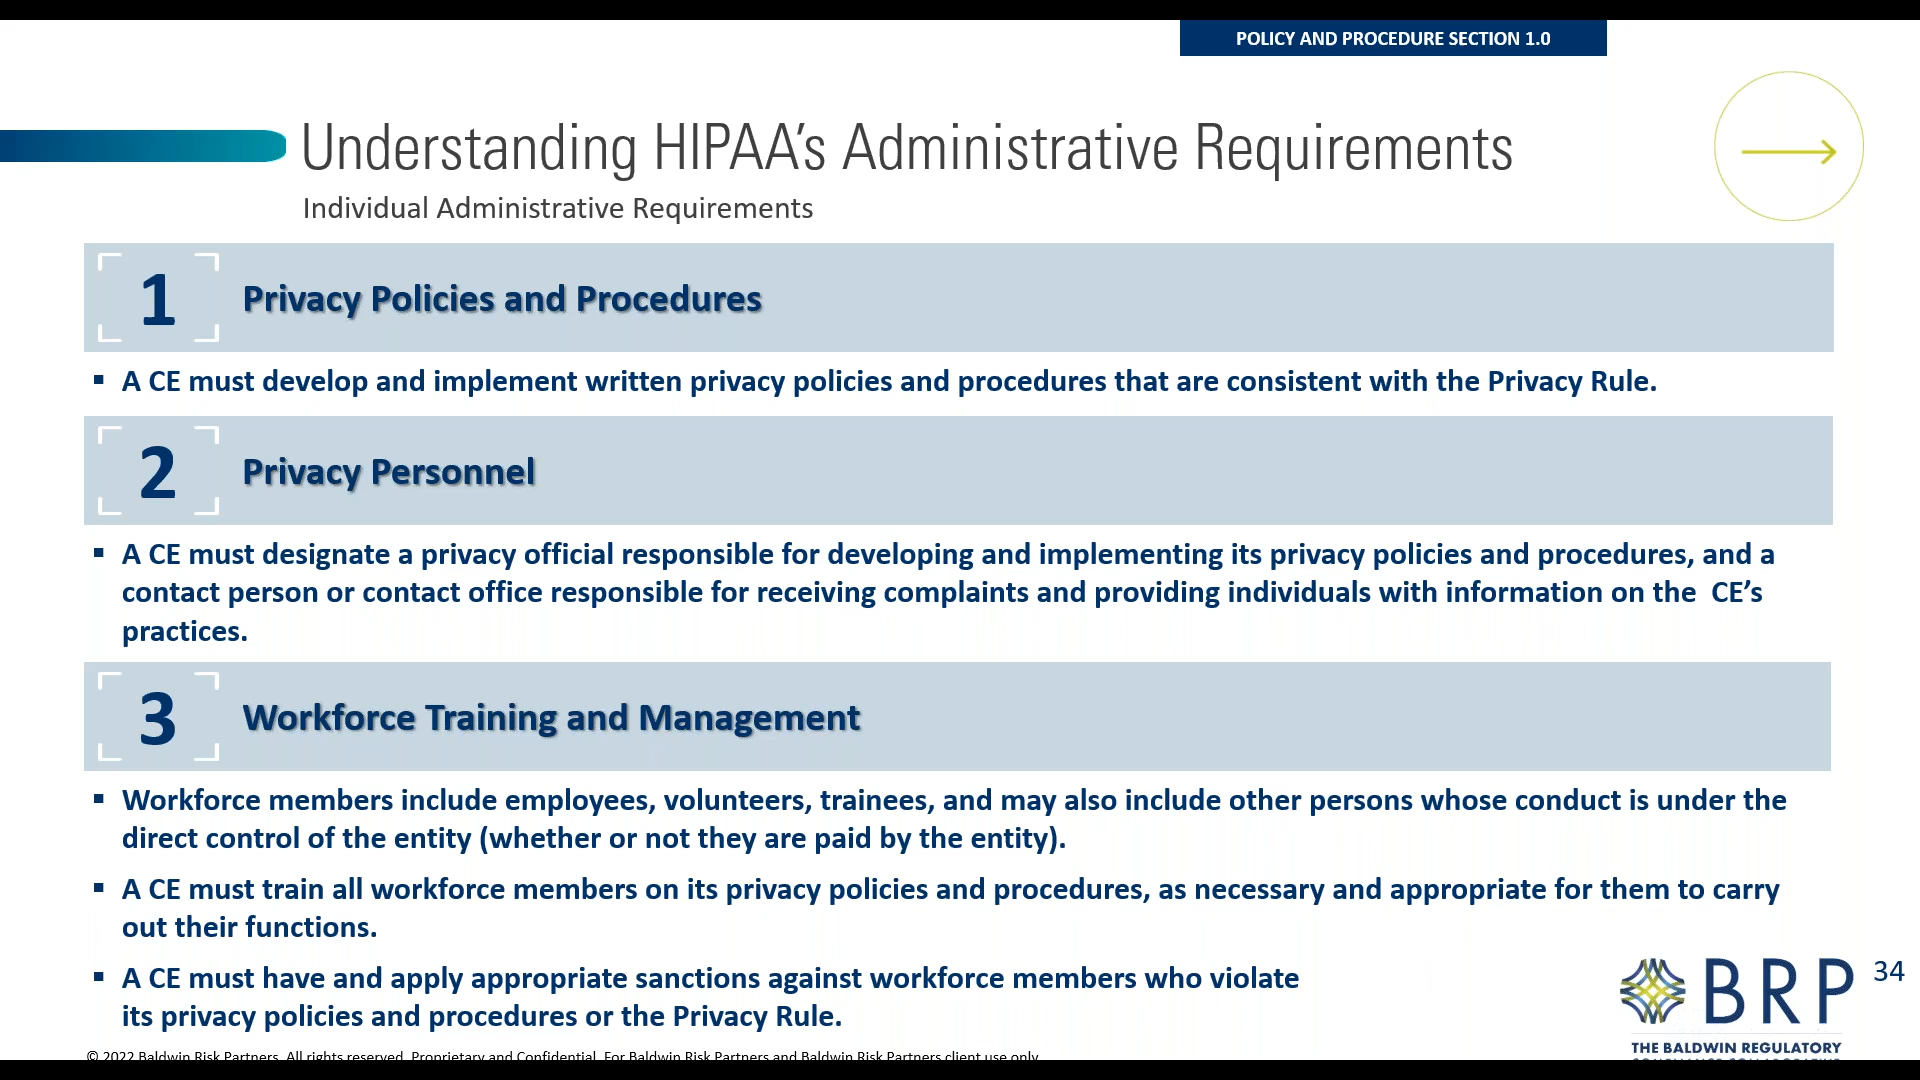 POLICY AND PROCEDURE SECTION 1.0
Understanding HIPAA’s Administrative Requirements
Individual Administrative Requirements
1 Privacy Policies and Procedures
▪ A CE must develop and implement written privacy policies and procedures that are consistent with the Privacy Rule.
2 Privacy Personnel
▪ A CE must designate a privacy official responsible for developing and implementing its privacy policies and procedures, and a
contact person or contact office responsible for receiving complaints and providing individuals with information on the  CE’s
practices.
3 Workforce Training and Management
▪ Workforce members include employees, volunteers, trainees, and may also include other persons whose conduct is under the
direct control of the entity (whether or not they are paid by the entity).
▪ A CE must train all workforce members on its privacy policies and procedures, as necessary and appropriate for them to carry
out their functions.
▪ A CE must have and apply appropriate sanctions against workforce members who violate
its privacy policies and procedures or the Privacy Rule.
BRP
34
THE BALDWIN REGULATORY
© 2022 Baldwin Risk Partners. All rights reserved. Proprietary and Confidential. For Baldwin Risk Partners and Baldwin Risk Partners client use only.